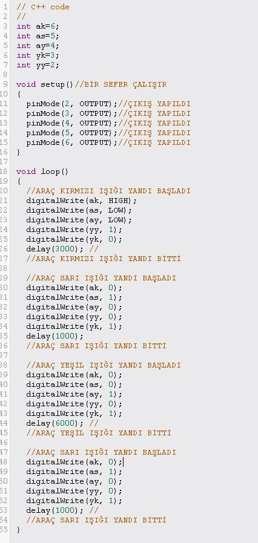 1 // C++ code
2 //
3 int ak=6;
4 int as=5;
5 int ay=4;
6 int yk=3;
7 int yy=2;
8
9 void setup()//BİR SEFER ÇALIŞIR
10 {
11 pinMode(2, OUTPUT);//ÇIKIŞ YAPILDI
12 pinMode(3, OUTPUT);//ÇIKIŞ YAPILDI
13 pinMode(4, OUTPUT);//ÇIKIŞ YAPILDI
14 pinMode(5, OUTPUT);//ÇIKIŞ YAPILDI
15 pinMode(6, OUTPUT);//ÇIKIŞ YAPILDI
16 }
17
18 void loop()
19 {
20 //ARAÇ KIRMIZI IŞIĞI YANDI BAŞLADI
21 digitalWrite(ak, HIGH);
22 digitalWrite(as, LOW);
23 digitalWrite(ay, LOW);
24 digitalWrite(yy, 1);
25 digitalWrite(yk, 0);
26 delay(3000); //
27 //ARAÇ KIRMIZI IŞIĞI YANDI BİTTİ
28
29 //ARAÇ SARI IŞIĞI YANDI BAŞLADI
30 digitalWrite(ak, 0);
31 digitalWrite(as, 1);
32 digitalWrite(ay, 0);
33 digitalWrite(yy, 0);
34 digitalWrite(yk, 1);
35 delay(1000);
36 //ARAÇ SARI IŞIĞI YANDI BİTTİ
37
38 //ARAÇ YEŞİL IŞIĞI YANDI BAŞLADI
39 digitalWrite(ak, 0);
40 digitalWrite(as, 0);
41 digitalWrite(ay, 1);
42 digitalWrite(yy, 0);
43 digitalWrite(yk, 1);
44 delay(6000); //
45 //ARAÇ YEŞİL IŞIĞI YANDI BİTTİ
46
47 //ARAÇ SARI IŞIĞI YANDI BAŞLADI
48 digitalWrite(ak, 0);
49 digitalWrite(as, 1);
50 digitalWrite(ay, 0);
51 digitalWrite(yy, 0);
52 digitalWrite(yk, 1);
53 delay(1000); //
54 //ARAÇ SARI IŞIĞI YANDI BİTTİ
55 }